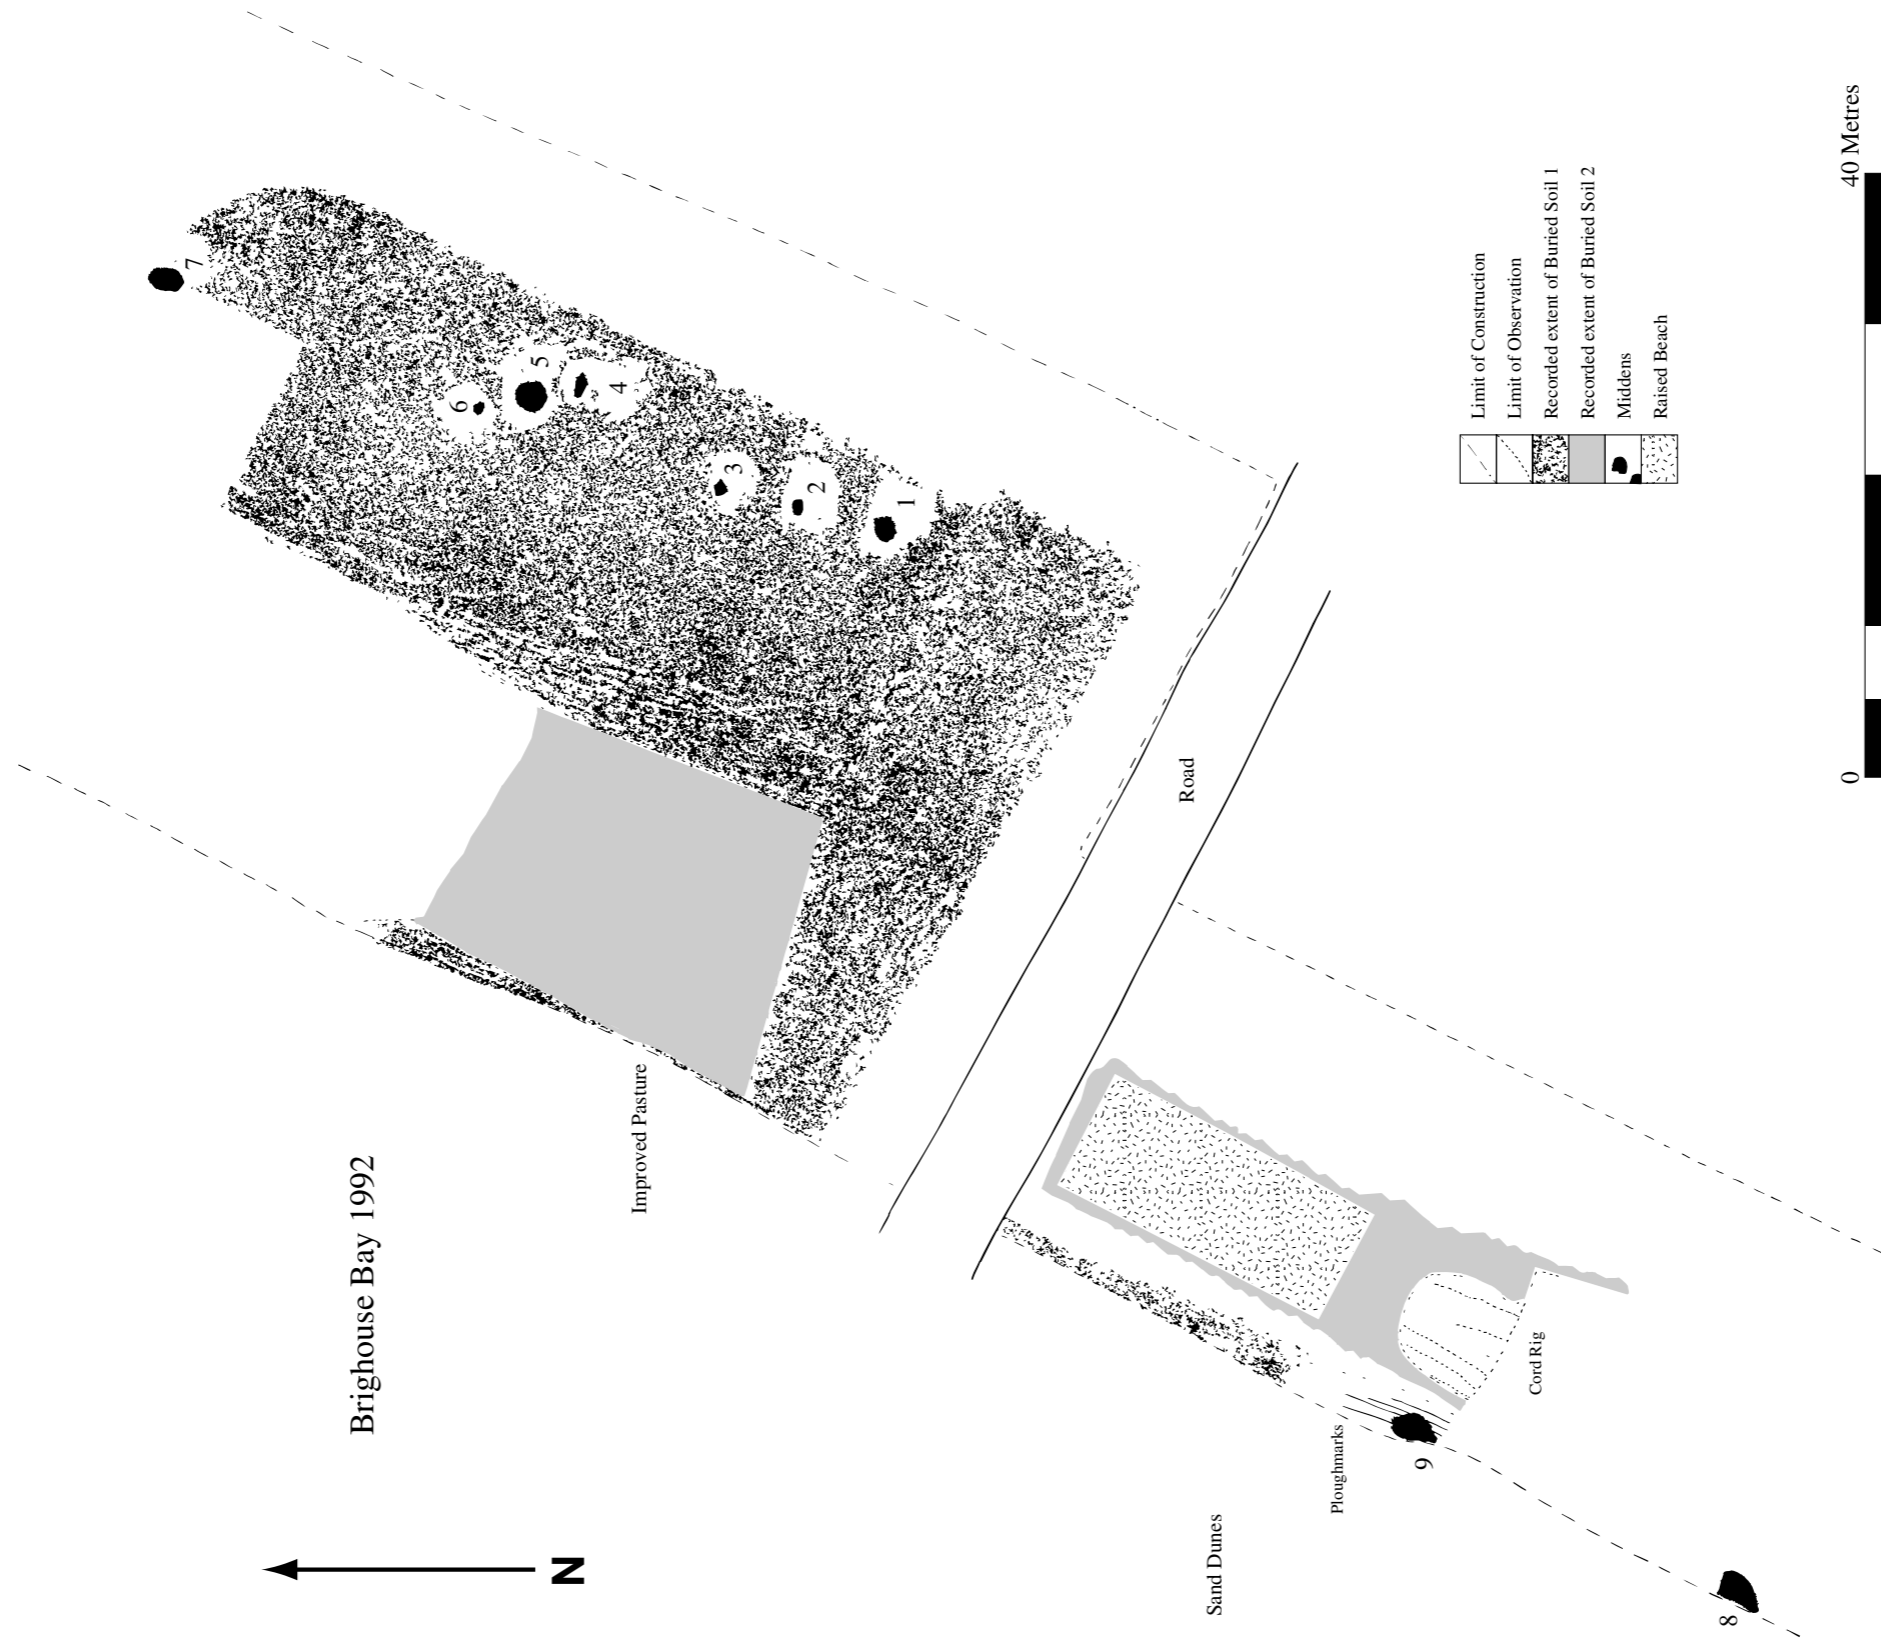 Brighouse Bay 1992
N
Improved Pasture
Sand Dunes
Ploughmarks
Cord Rig
Road
1
2
3
4
5
6
7
8
9
Limit of Construction
Limit of Observation
Recorded extent of Buried Soil 1
Recorded extent of Buried Soil 2
Middens
Raised Beach
0
40 Metres